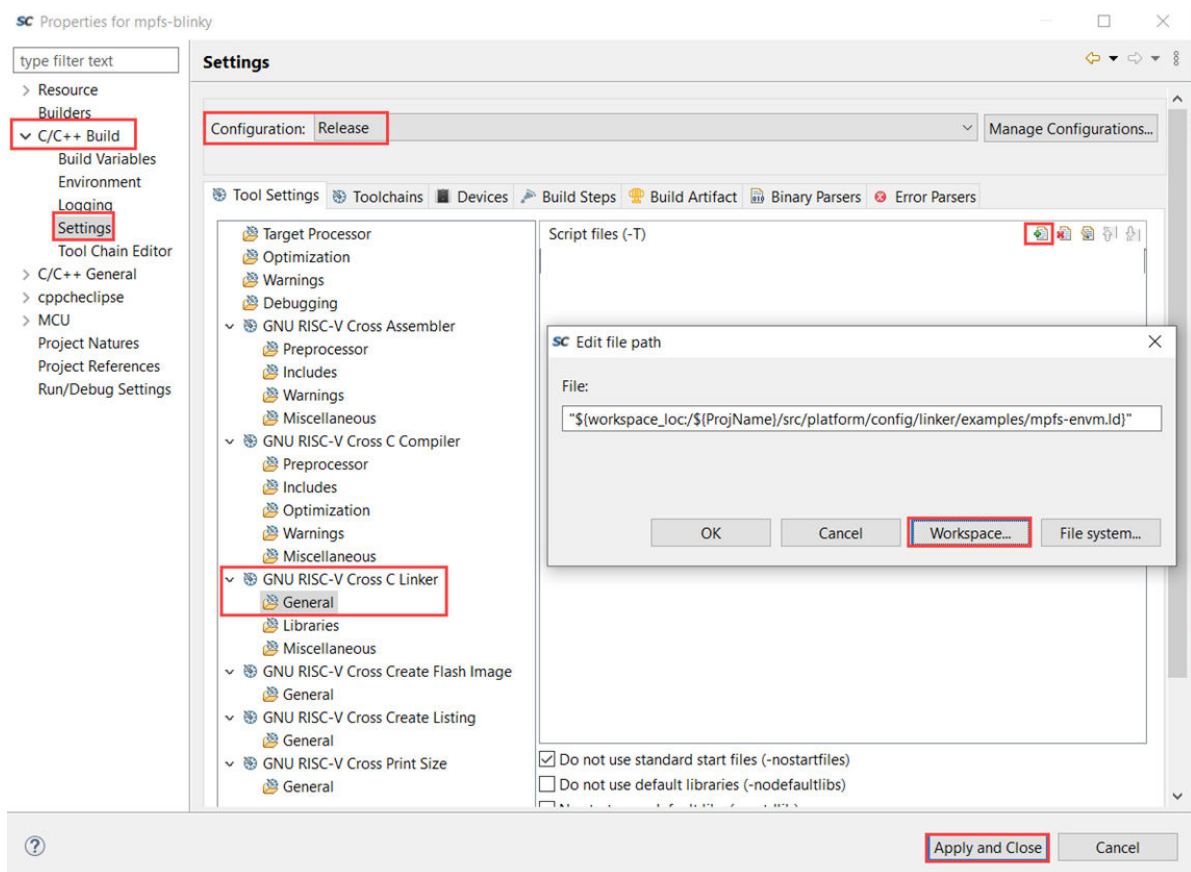 SC Properties for mpfs-blinky
type filter text
Resource
Builders
C/C++ Build
Build Variables
Environment
Logging
Settings
Tool Chain Editor
C/C++ General
cppcheclipse
MCU
Project Natures
Project References
Run/Debug Settings
Settings
Configuration: Release
Manage Configurations...
Tool Settings Toolchains Devices Build Steps Build Artifact Binary Parsers Error Parsers
Target Processor
Optimization
Warnings
Debugging
GNU RISC-V Cross Assembler
Preprocessor
Includes
Warnings
Miscellaneous
GNU RISC-V Cross C Compiler
Preprocessor
Includes
Optimization
Warnings
Miscellaneous
GNU RISC-V Cross C Linker
General
Libraries
Miscellaneous
GNU RISC-V Cross Create Flash Image
General
GNU RISC-V Cross Create Listing
General
GNU RISC-V Cross Print Size
General
Script files (-T)
SC Edit file path
File:
"${workspace_loc:/${ProjName}/src/platform/config/linker/examples/mpfs-envm.ld}"
OK Cancel Workspace... File system...
Do not use standard start files (-nostartfiles)
Do not use default libraries (-nodefaultlibs)
Apply and Close Cancel